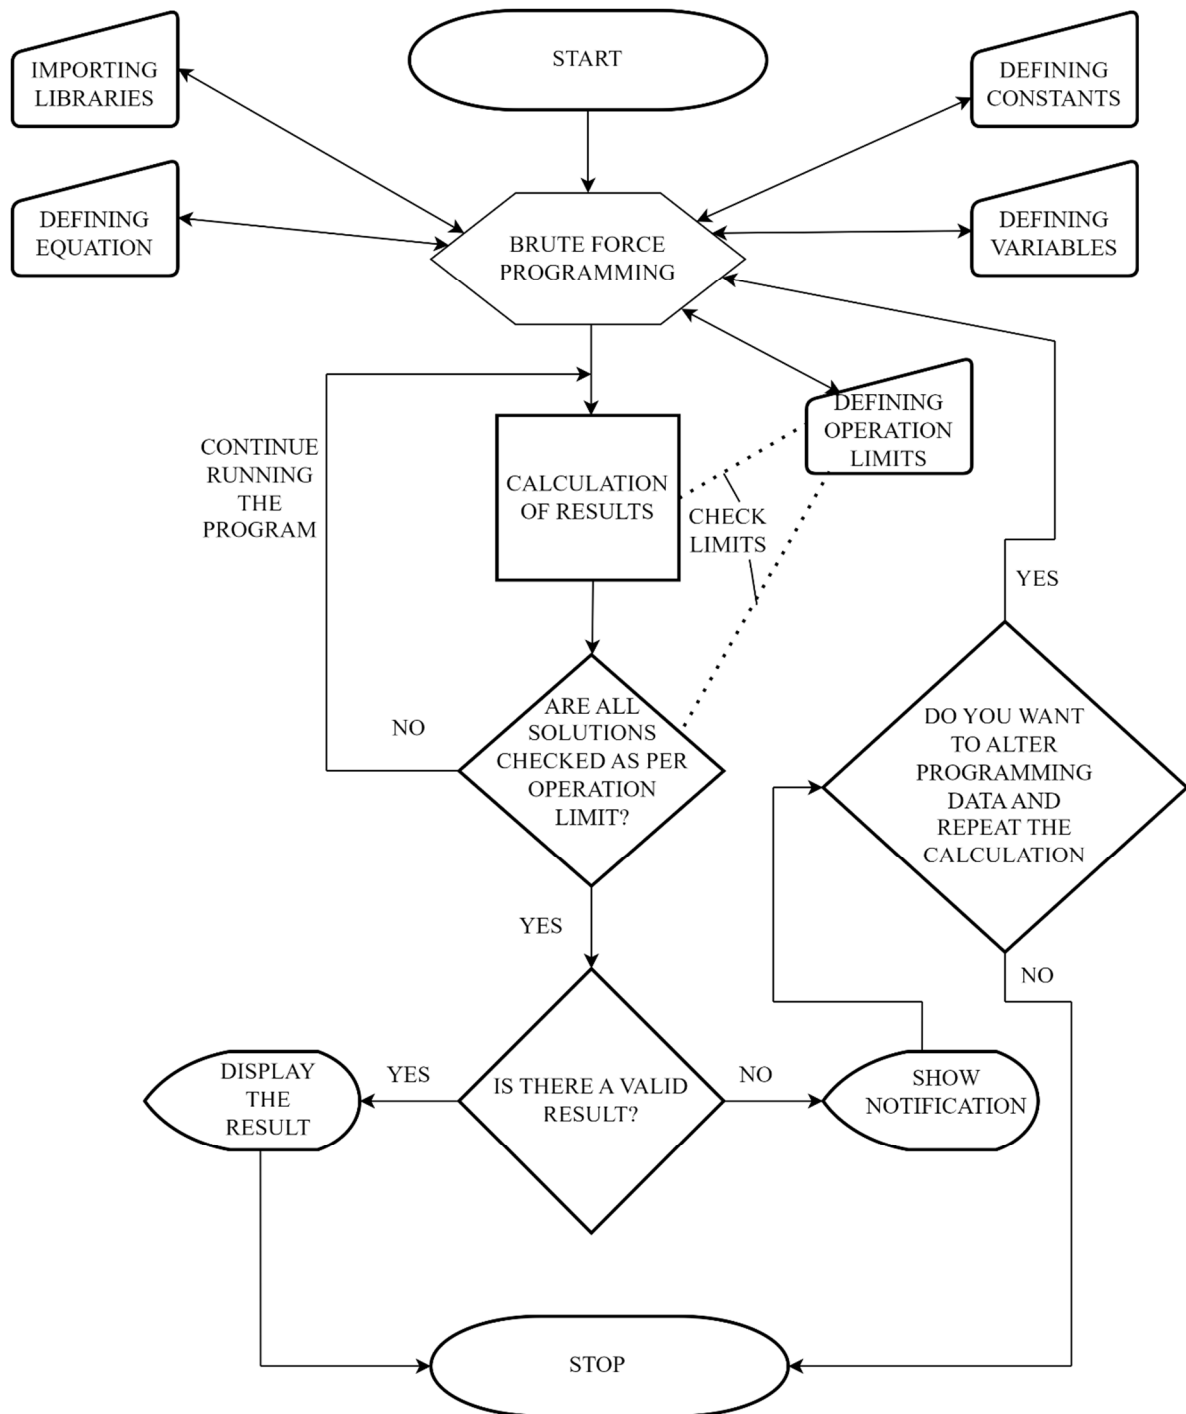 START
IMPORTING
LIBRARIES
DEFINING
CONSTANTS
DEFINING
EQUATION
BRUTE FORCE
PROGRAMMING
DEFINING
VARIABLES
DEFINING
OPERATION
LIMITS
CONTINUE
RUNNING
THE
PROGRAM
CALCULATION
OF RESULTS
CHECK
LIMITS
YES
NO
ARE ALL
SOLUTIONS
CHECKED AS PER
OPERATION
LIMIT?
DO YOU WANT
TO ALTER
PROGRAMMING
DATA AND
REPEAT THE
CALCULATION
YES
NO
DISPLAY
THE
RESULT
YES
IS THERE A VALID
RESULT?
NO
SHOW
NOTIFICATION
STOP